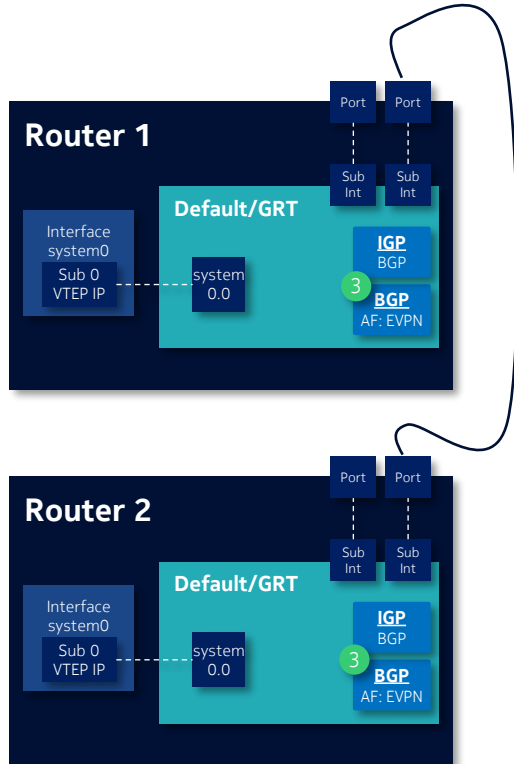 Port
Port
Router 1
Sub
Int
Sub
Int
Default/GRT
Interface
system0
Sub 0
VTEP IP
system
0.0
IGP
BGP
3
BGP
AF: EVPN
Port
Port
Router 2
Sub
Int
Sub
Int
Default/GRT
Interface
system0
Sub 0
VTEP IP
system
0.0
IGP
BGP
3
BGP
AF: EVPN